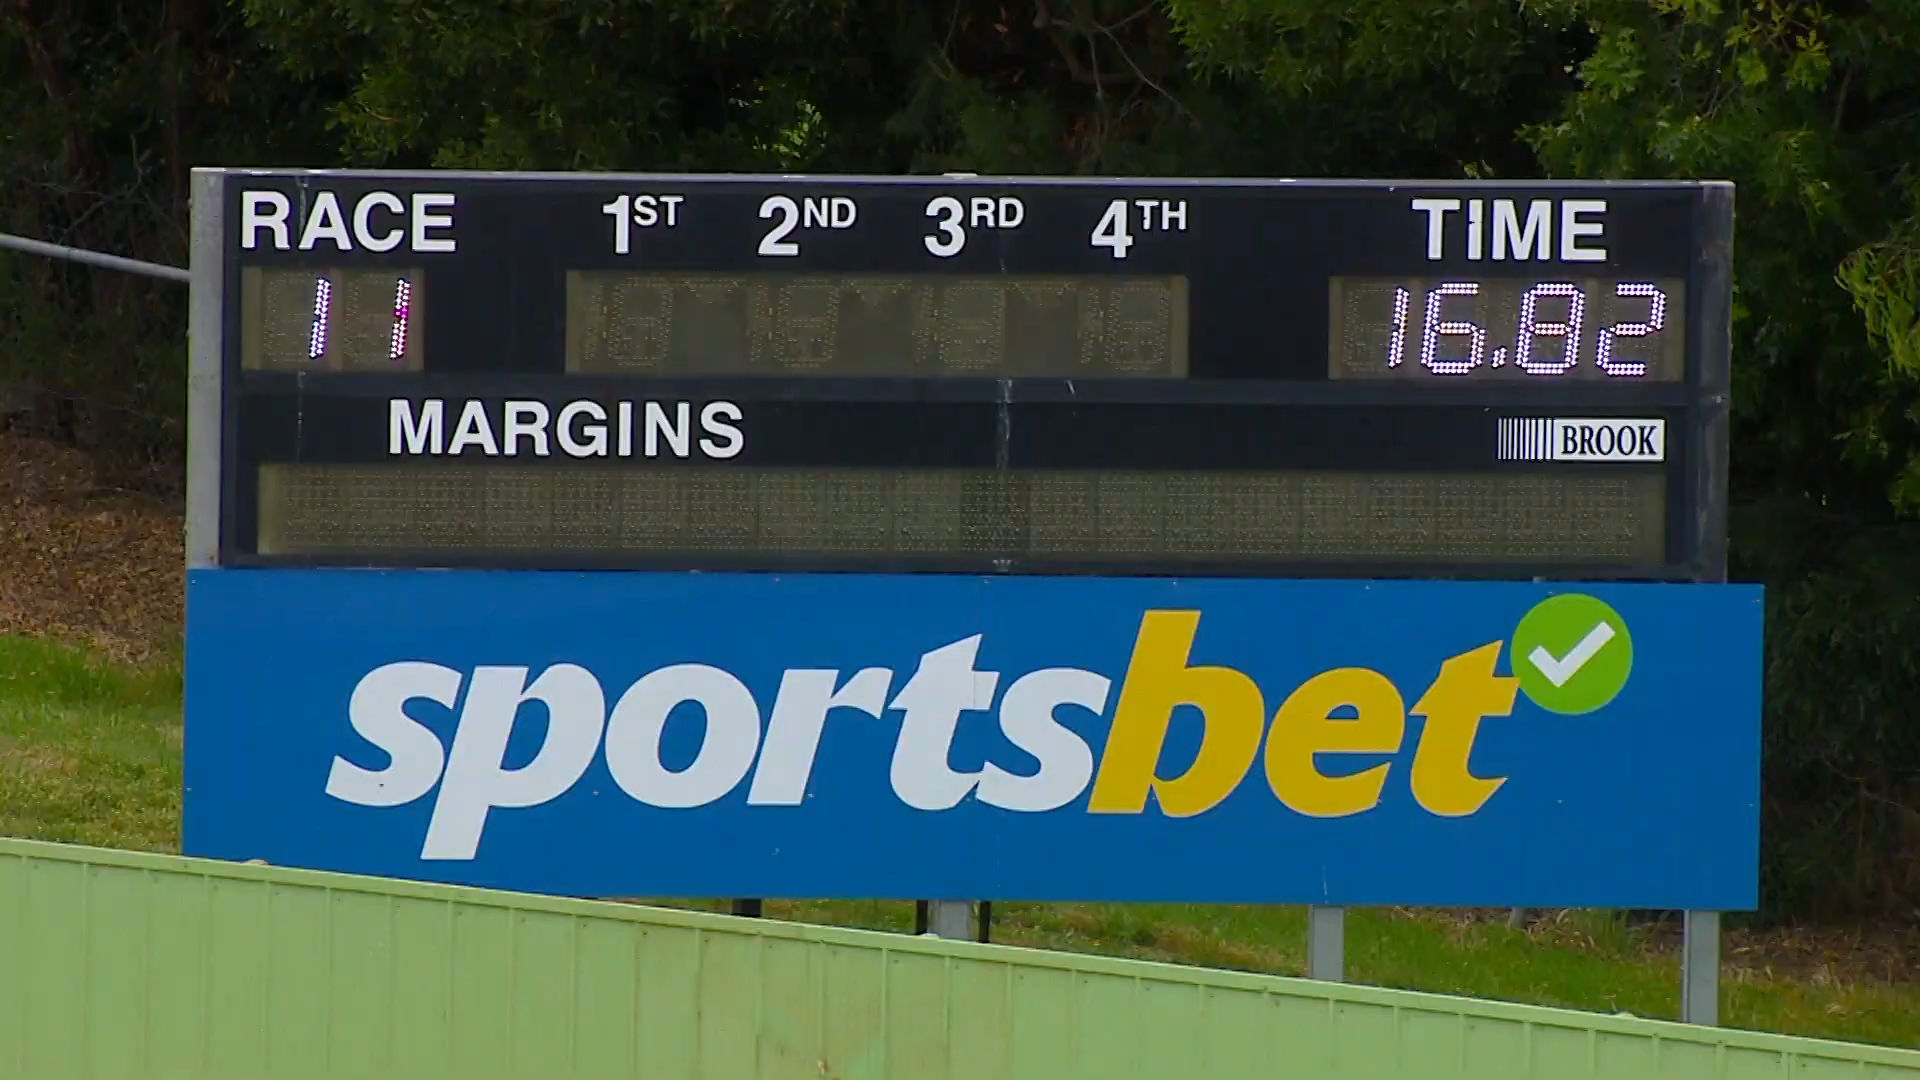 RACE 1ST 2ND 3RD 4TH TIME
11 16.82
MARGINS
BROOK
sportsbet